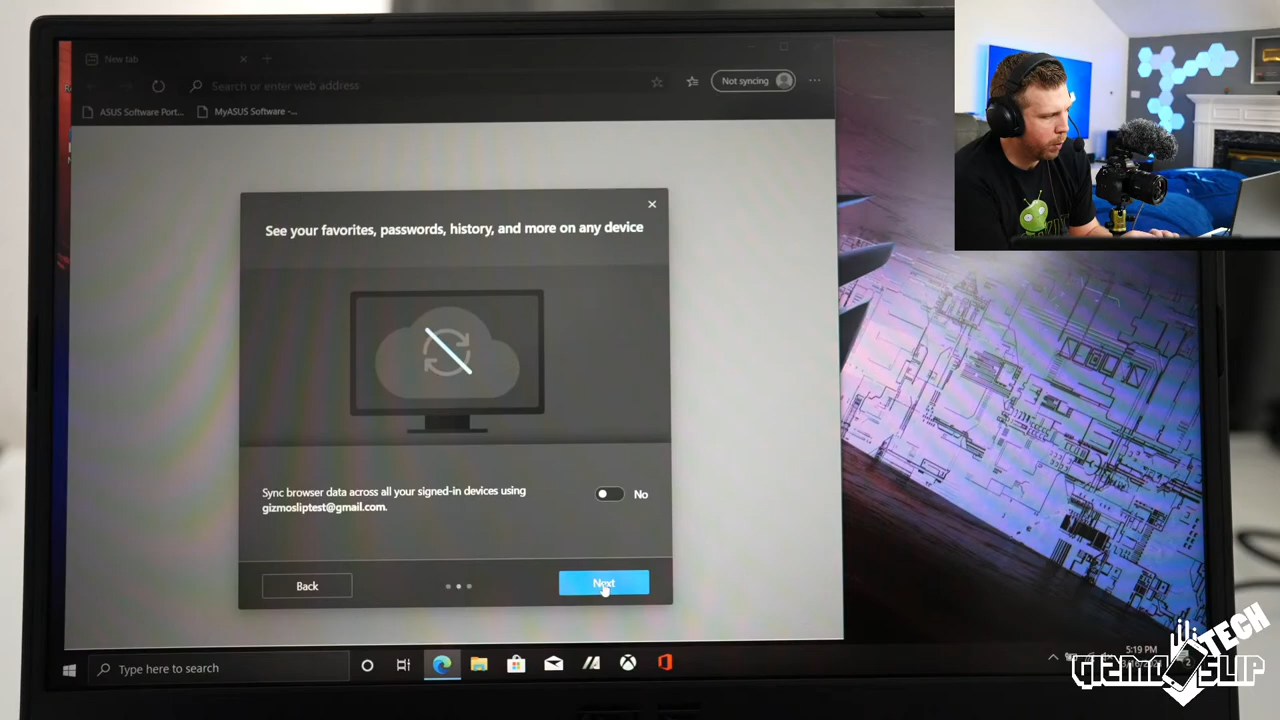 New tab
Search or enter web address
Not syncing
ASUS Software Port...
MyASUS Software -...
See your favorites, passwords, history, and more on any device
Sync browser data across all your signed-in devices using
gizmosliptest@gmail.com.
No
Back
Next
Type here to search
5:19 PM
TECH
GIZMO SLIP